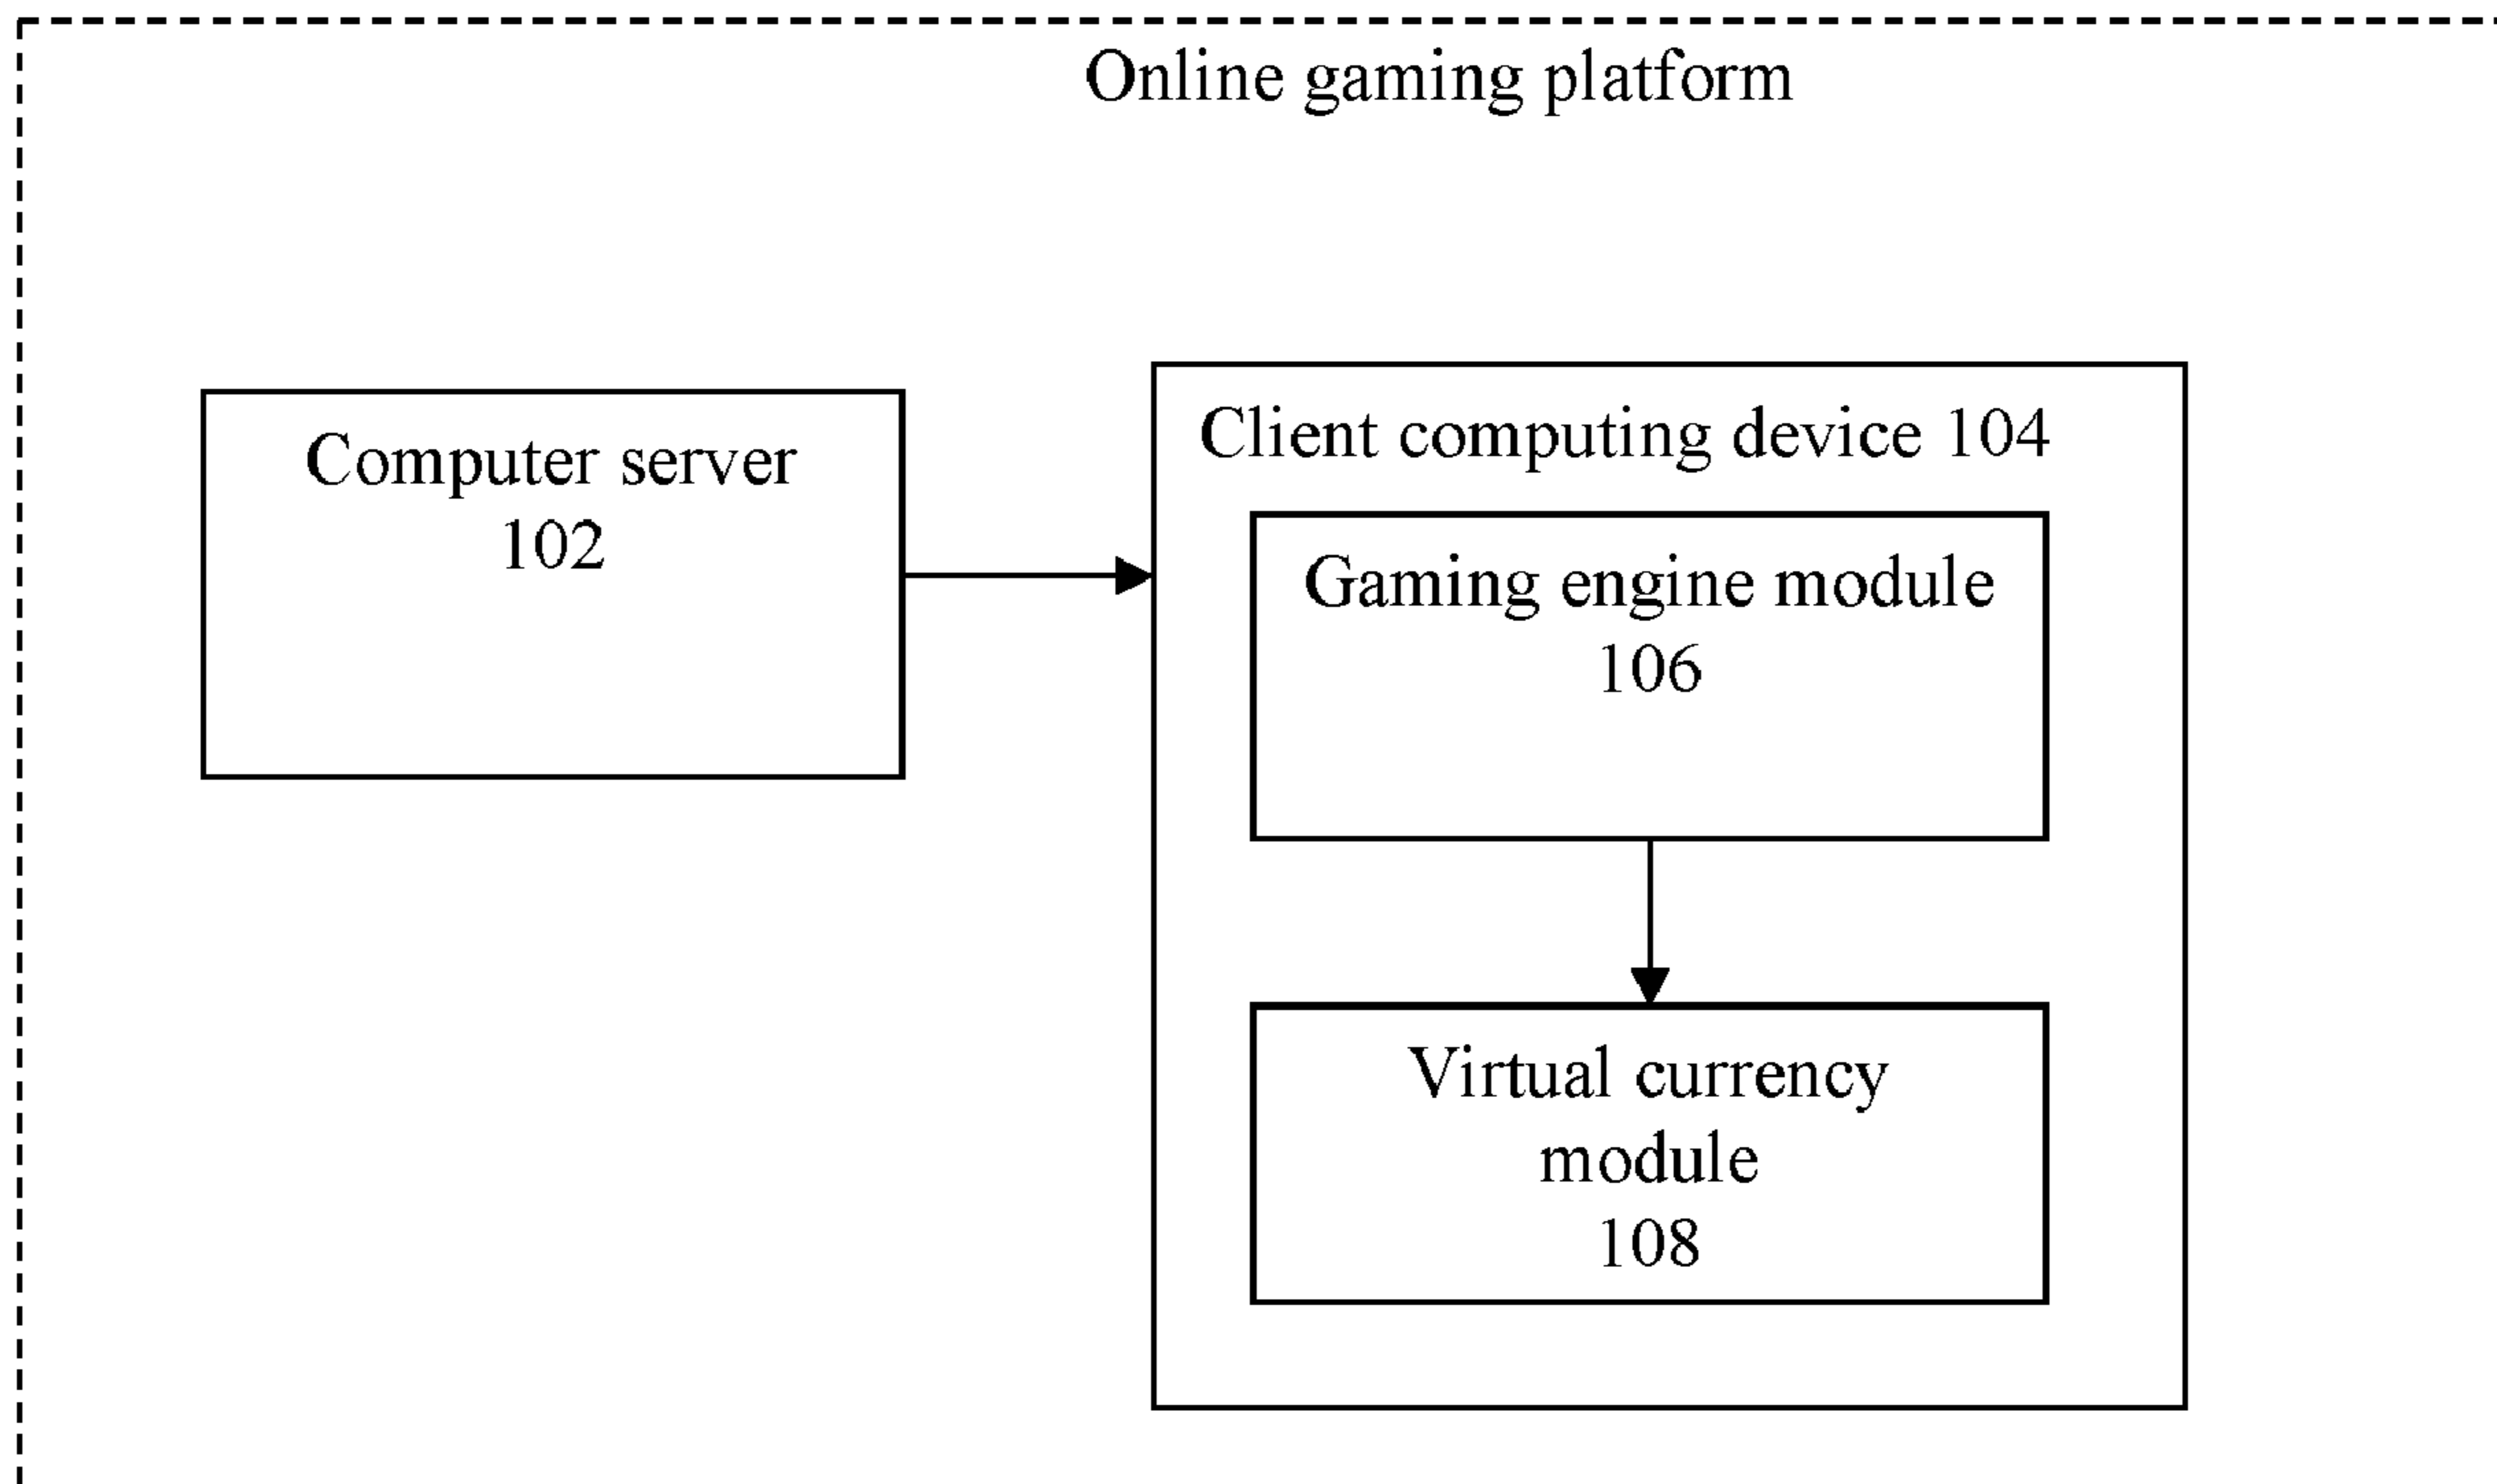 Online gaming platform
Computer server
102
Client computing device 104
Gaming engine module
106
Virtual currency
module
108